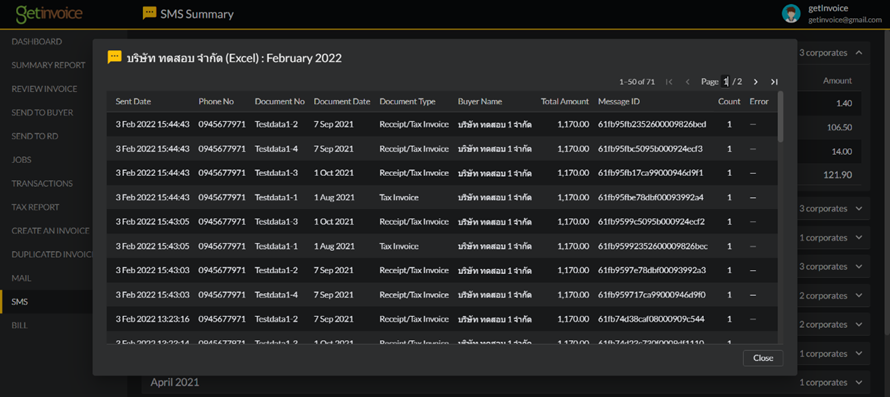 getinvoice
SMS Summary
getInvoice
getinvoice@gmail.com
DASHBOARD
SUMMARY REPORT
REVIEW INVOICE
SEND TO BUYER
SEND TO RD
JOBS
TRANSACTIONS
TAX REPORT
CREATE AN INVOICE
DUPLICATED INVOIC
MAIL
SMS
BILL
บริษัท ทดสอบ จำกัด (Excel) : February 2022
1-50 of 71 Page 1 / 2
Sent Date Phone No Document No Document Date Document Type Buyer Name Total Amount Message ID Count Error
3 Feb 2022 15:44:43 0945677971 Testdata1-2 7 Sep 2021 Receipt/Tax Invoice บริษัท ทดสอบ 1 จำกัด 1,170.00 61fb95fb2352600009826bed 1 —
3 Feb 2022 15:44:43 0945677971 Testdata1-4 7 Sep 2021 Receipt/Tax Invoice บริษัท ทดสอบ 1 จำกัด 1,170.00 61fb95fbc5095b000924ecf3 1 —
3 Feb 2022 15:44:43 0945677971 Testdata1-3 1 Oct 2021 Receipt/Tax Invoice บริษัท ทดสอบ 1 จำกัด 1,170.00 61fb95fb17ca99000946d9f1 1 —
3 Feb 2022 15:44:43 0945677971 Testdata1-1 1 Aug 2021 Tax Invoice บริษัท ทดสอบ 1 จำกัด 1,170.00 61fb95fbe78dbf00093992a4 1 —
3 Feb 2022 15:43:05 0945677971 Testdata1-3 1 Oct 2021 Receipt/Tax Invoice บริษัท ทดสอบ 1 จำกัด 1,170.00 61fb9599c5095b000924ecf2 1 —
3 Feb 2022 15:43:05 0945677971 Testdata1-1 1 Aug 2021 Tax Invoice บริษัท ทดสอบ 1 จำกัด 1,170.00 61fb95992352600009826bec 1 —
3 Feb 2022 15:43:03 0945677971 Testdata1-2 7 Sep 2021 Receipt/Tax Invoice บริษัท ทดสอบ 1 จำกัด 1,170.00 61fb9597e78dbf00093992a3 1 —
3 Feb 2022 15:43:03 0945677971 Testdata1-4 7 Sep 2021 Receipt/Tax Invoice บริษัท ทดสอบ 1 จำกัด 1,170.00 61fb959717ca99000946d9f0 1 —
3 Feb 2022 13:23:16 0945677971 Testdata1-2 7 Sep 2021 Receipt/Tax Invoice บริษัท ทดสอบ 1 จำกัด 1,170.00 61fb74d38caf08000909c544 1 —
3 Feb 2022 13:23:14 0945677971 Testdata1-3 1 Oct 2021 Receipt/Tax Invoice บริษัท ทดสอบ 1 จำกัด 1,170.00 1
Close
3 corporates
Amount
1.40
106.50
14.00
121.90
3 corporates
1 corporates
3 corporates
2 corporates
2 corporates
1 corporates
April 2021 1 corporates